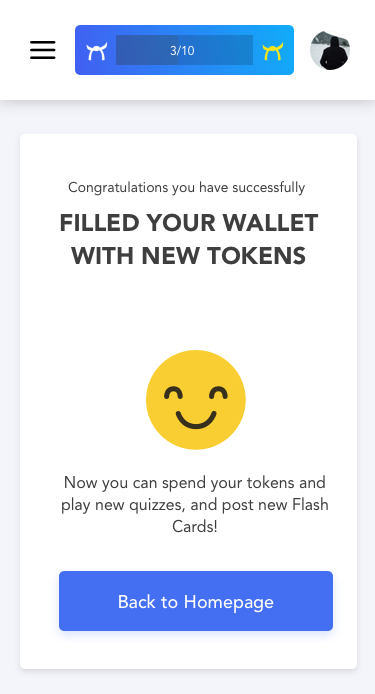 3/10
Congratulations you have successfully
FILLED YOUR WALLET
WITH NEW TOKENS
Now you can spend your tokens and
play new quizzes, and post new Flash
Cards!
Back to Homepage